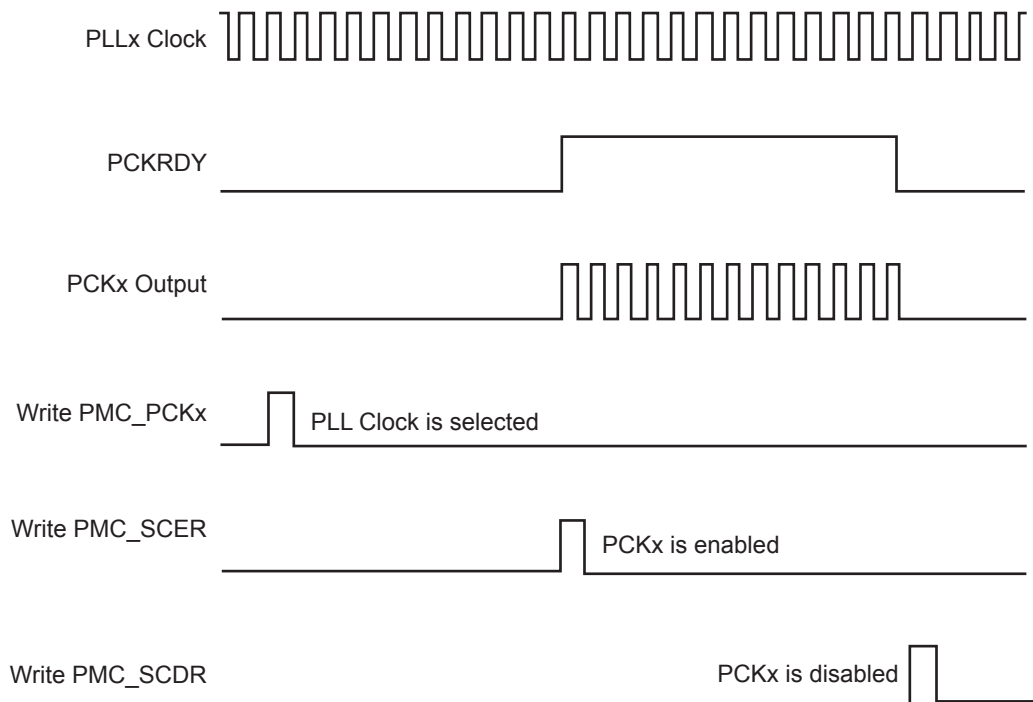 PLLx Clock
PCKRDY
PCKx Output
Write PMC_PCKx
PLL Clock is selected
Write PMC_SCER
PCKx is enabled
Write PMC_SCDR
PCKx is disabled